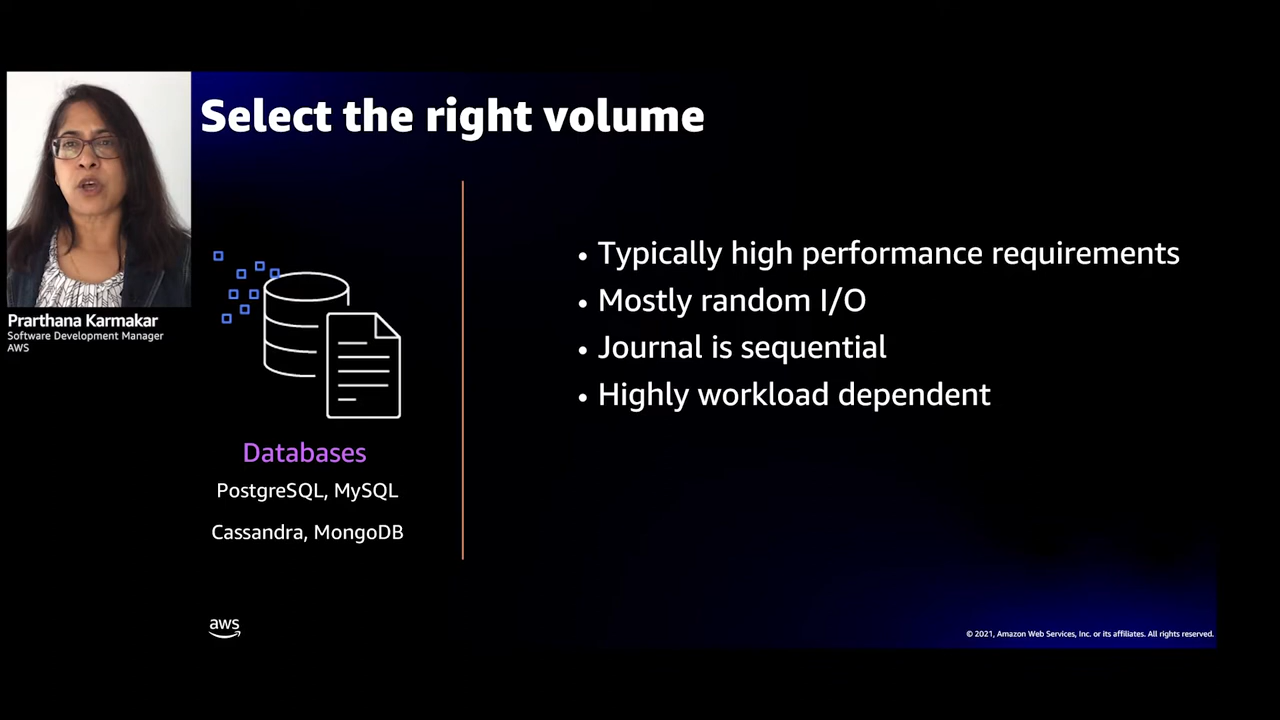 Select the right volume
Prarthana Karmakar
Software Development Manager
AWS
Databases
PostgreSQL, MySQL
Cassandra, MongoDB
• Typically high performance requirements
• Mostly random I/O
• Journal is sequential
• Highly workload dependent
aws
© 2021, Amazon Web Services, Inc. or its affiliates. All rights reserved.